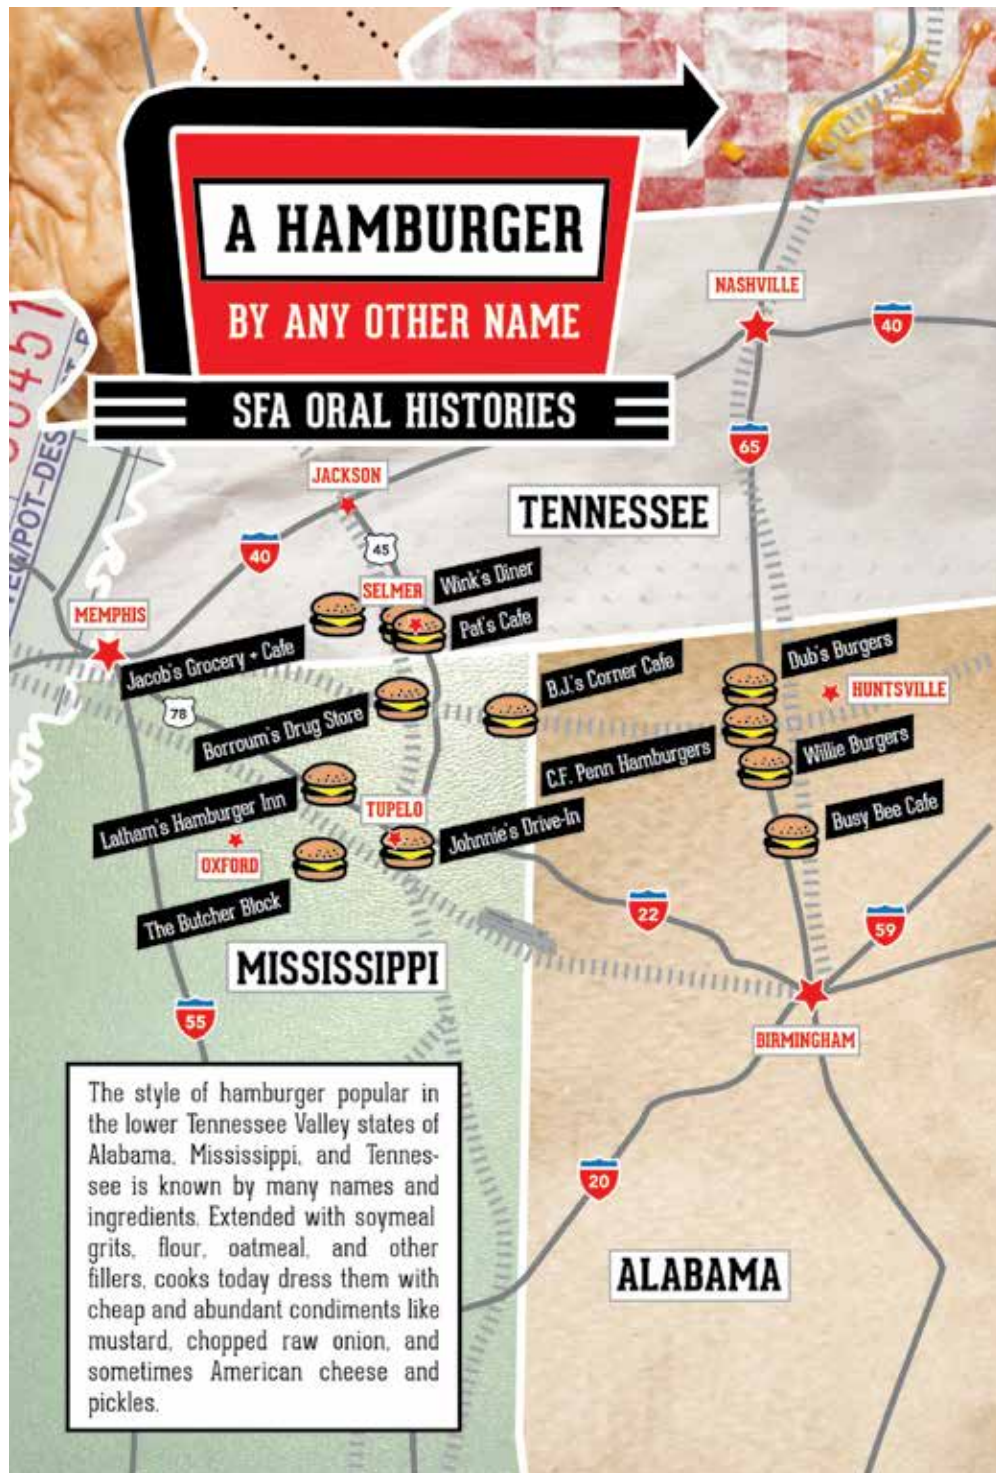 A HAMBURGER
BY ANY OTHER NAME
SFA ORAL HISTORIES
NASHVILLE
40
65
JACKSON
TENNESSEE
45
40
SELMER
Wink's Diner
Pat's Cafe
MEMPHIS
Jacob's Grocery + Cafe
78
Borroum's Drug Store
B.J.'s Corner Cafe
Dub's Burgers
HUNTSVILLE
C.F. Penn Hamburgers
Willie Burgers
Latham's Hamburger Inn
TUPELO
Johnnie's Drive-In
Busy Bee Cafe
OXFORD
The Butcher Block
22
59
MISSISSIPPI
55
BIRMINGHAM
20
ALABAMA
The style of hamburger popular in
the lower Tennessee Valley states of
Alabama, Mississippi, and Tennes-
see is known by many names and
ingredients. Extended with soymeal
grits, flour, oatmeal, and other
fillers, cooks today dress them with
cheap and abundant condiments like
mustard, chopped raw onion, and
sometimes American cheese and
pickles.